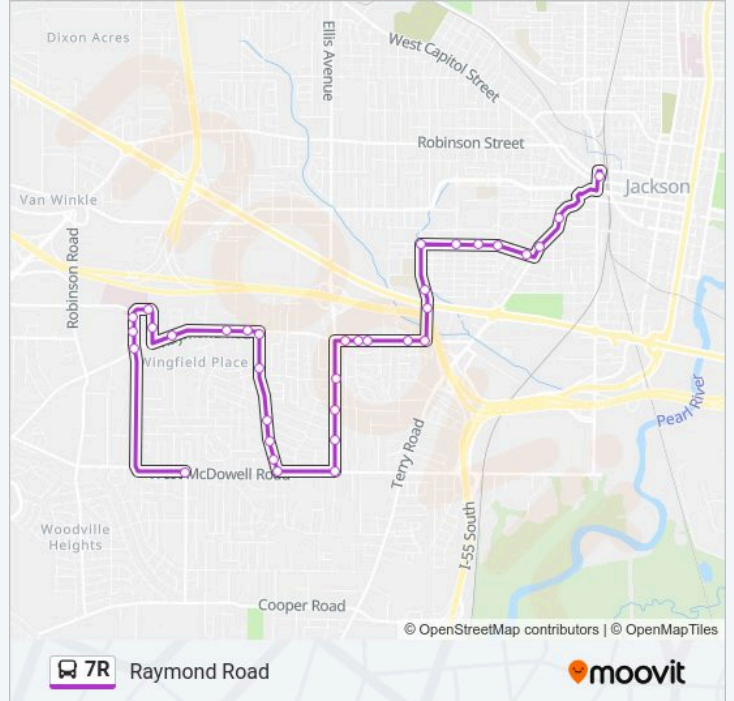 Dixon Acres
Ellis Avenue
West Capitol Street
Robinson Street
Jackson
Van Winkle
Robinson Road
Wingfield Place
Pearl River
Terry Road
West McDowell Road
I-55 South
Woodville
Heights
Cooper Road
© OpenStreetMap contributors | © OpenMapTiles
7R Raymond Road
moovit